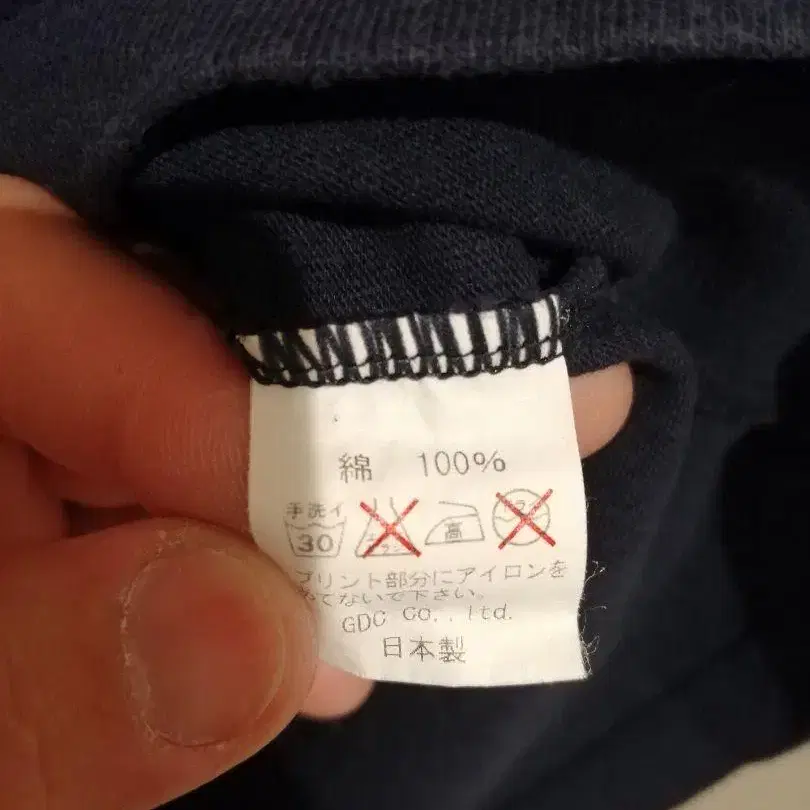 綿 100%
手洗イ
30
高
プリント部分にアイロンを
あてないで下さい。
GDC Co., ltd.
日本製